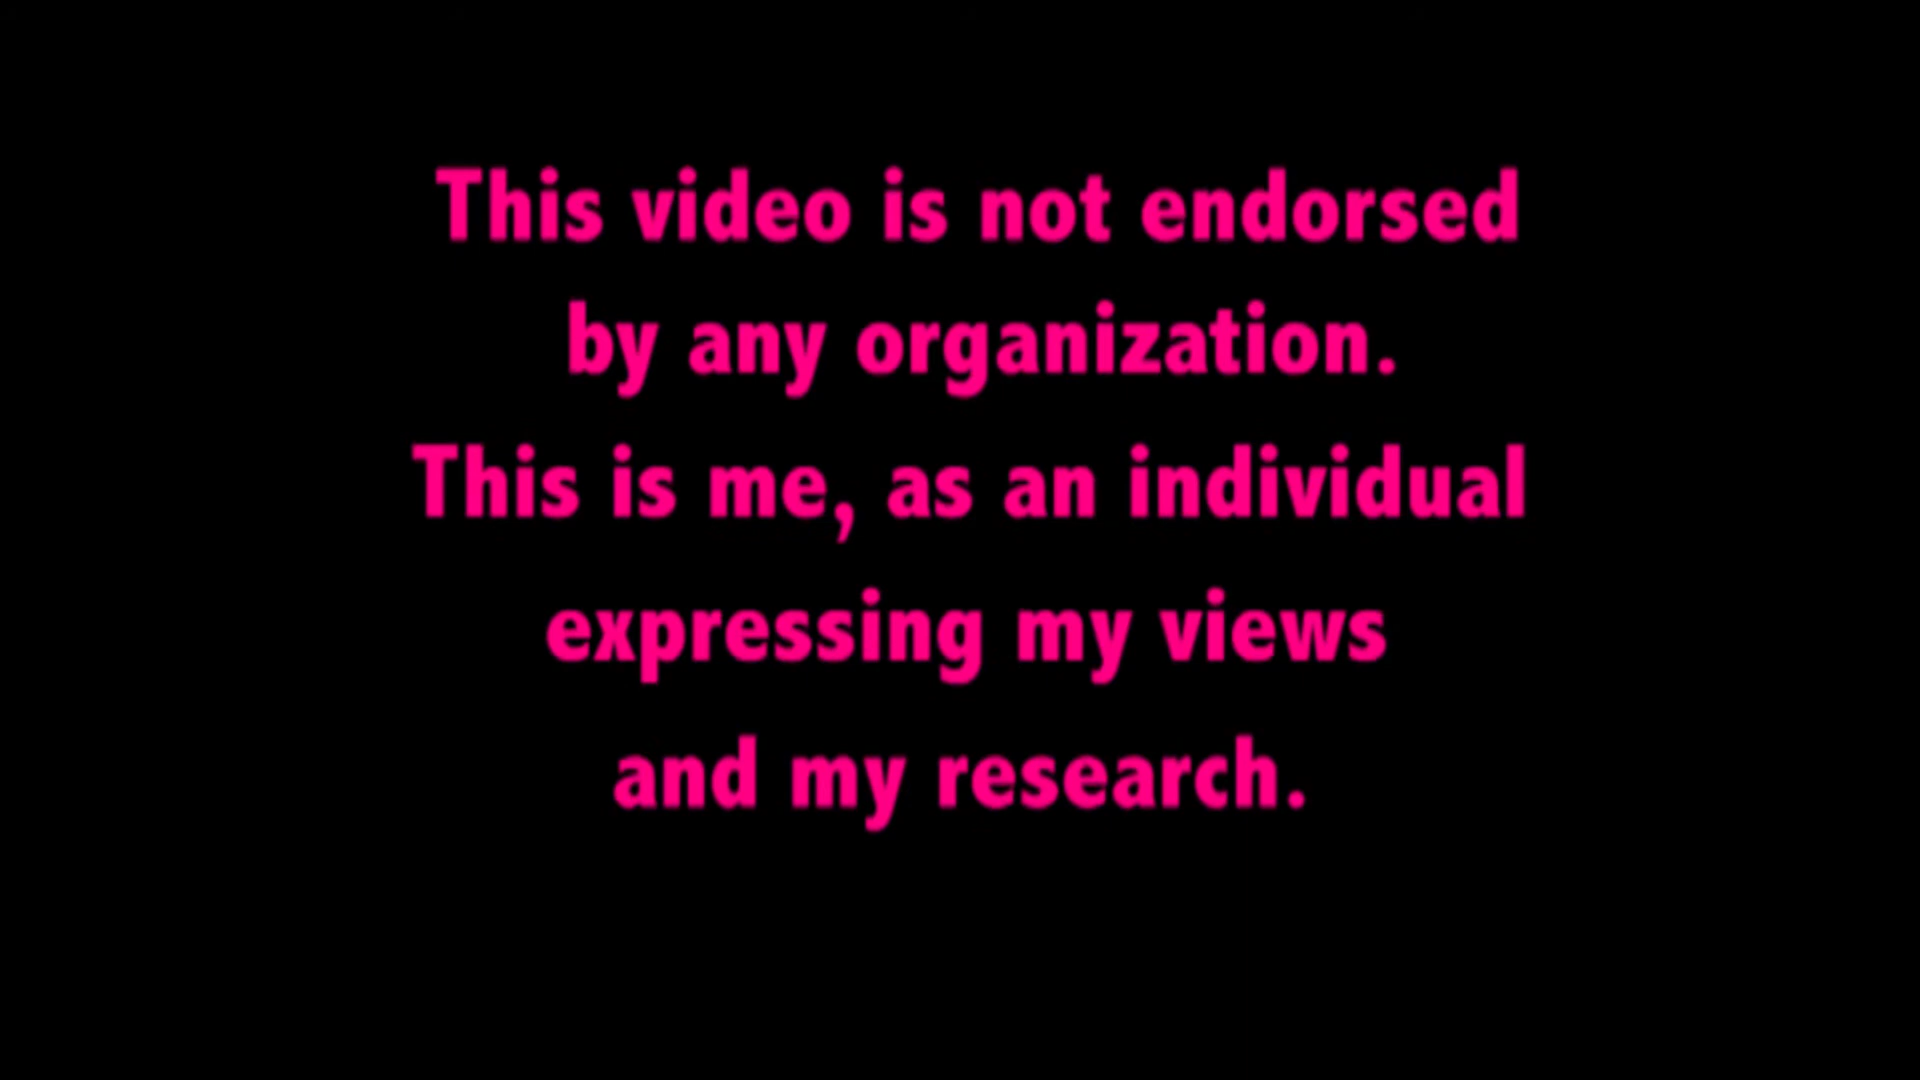 This video is not endorsed
by any organization.
This is me, as an individual
expressing my views
and my research.